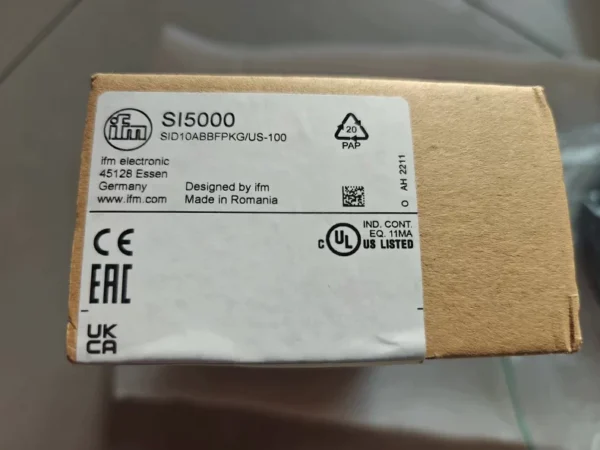 ifm
SI5000
SID10ABBFPKG/US-100
ifm electronic
45128 Essen
Germany
www.ifm.com
Designed by ifm
Made in Romania
20
PAP
O AH 2211
CE
EAC
UK
CA
C UL US LISTED
IND. CONT.
EQ. 11MA